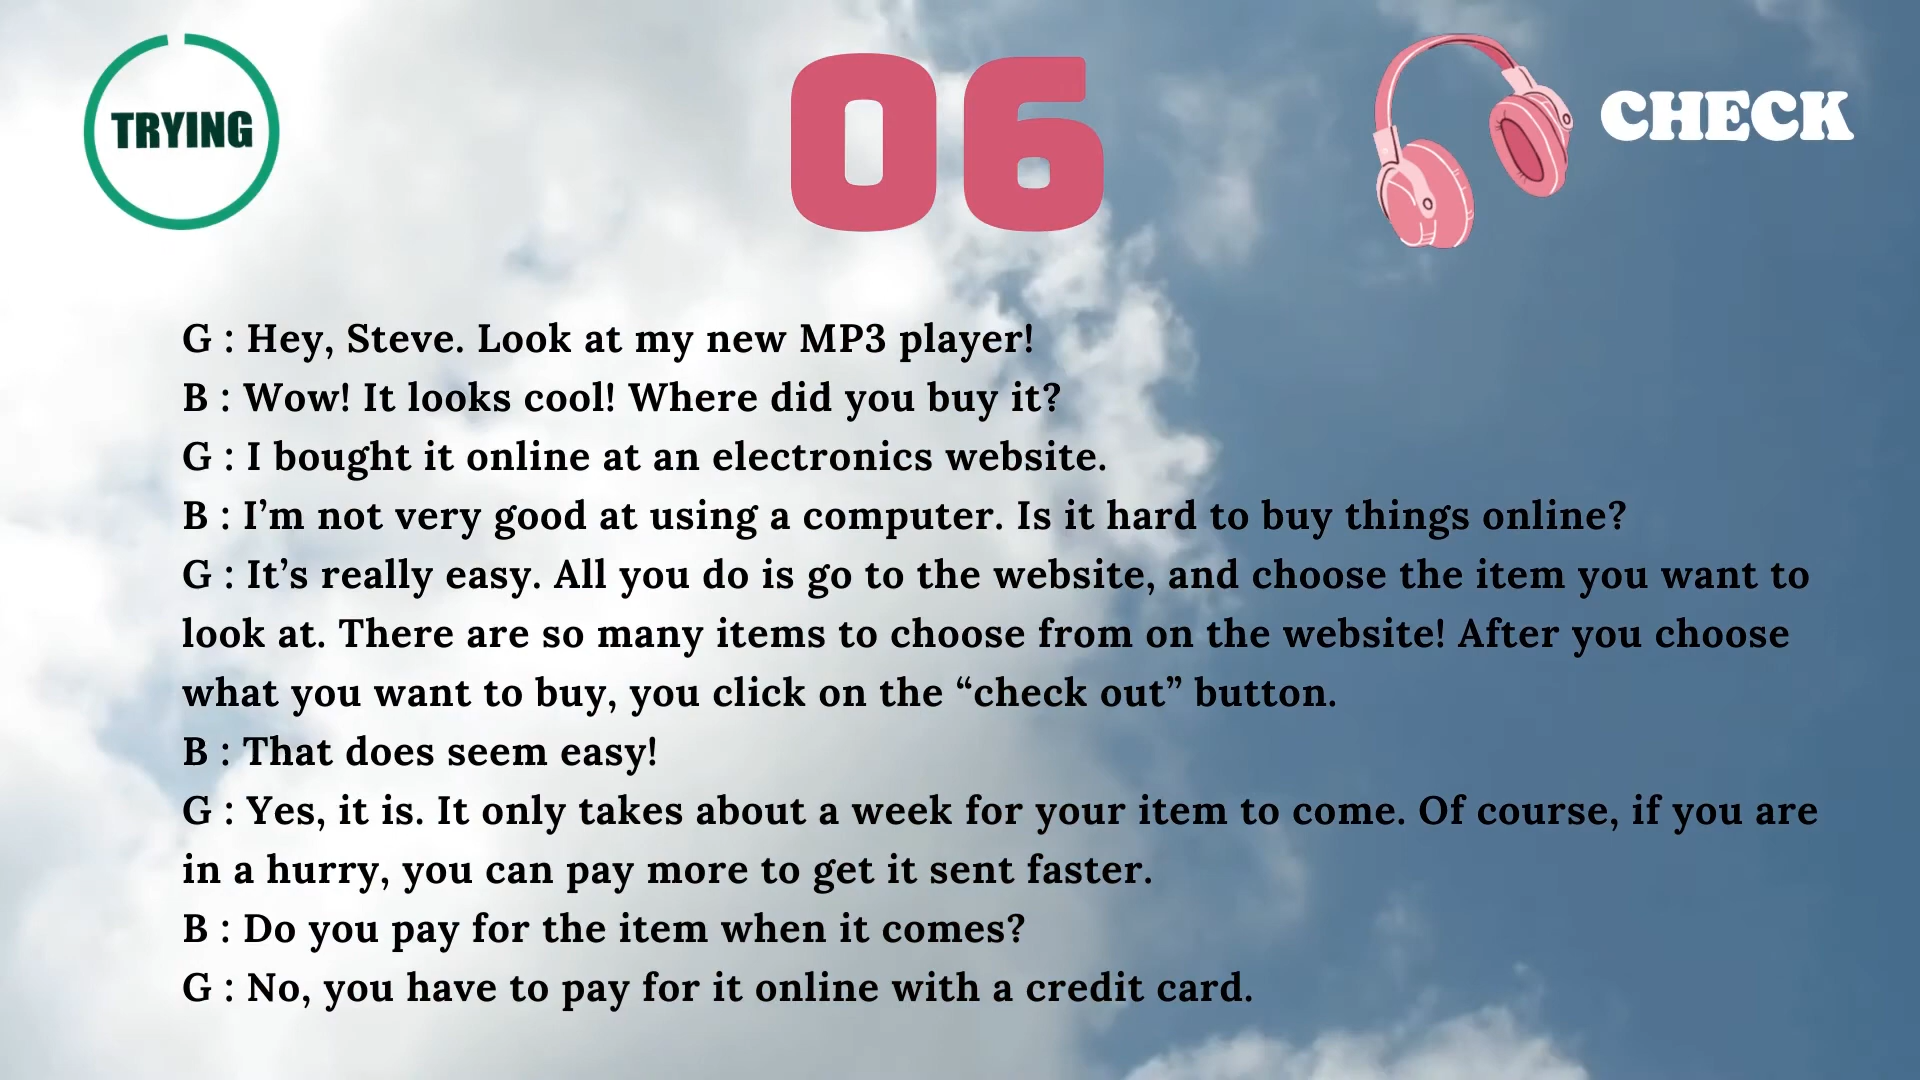 TRYING
06
CHECK
G : Hey, Steve. Look at my new MP3 player!
B : Wow! It looks cool! Where did you buy it?
G : I bought it online at an electronics website.
B : I’m not very good at using a computer. Is it hard to buy things online?
G : It’s really easy. All you do is go to the website, and choose the item you want to
look at. There are so many items to choose from on the website! After you choose
what you want to buy, you click on the “check out” button.
B : That does seem easy!
G : Yes, it is. It only takes about a week for your item to come. Of course, if you are
in a hurry, you can pay more to get it sent faster.
B : Do you pay for the item when it comes?
G : No, you have to pay for it online with a credit card.